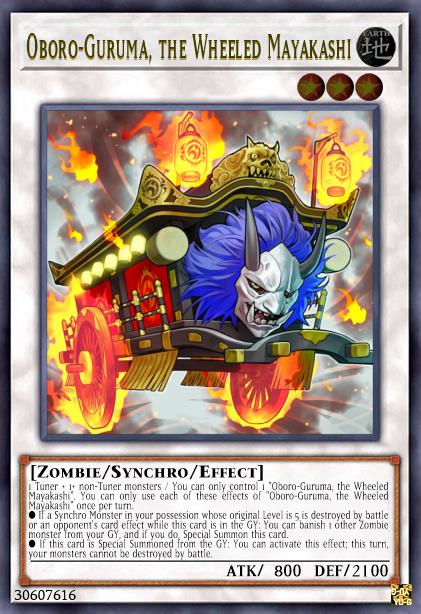 Oboro-Guruma, the Wheeled Mayakashi
EARTH
地
[Zombie/Synchro/Effect]
1 Tuner + 1+ non-Tuner monsters / You can only control 1 "Oboro-Guruma, the Wheeled
Mayakashi". You can only use each of these effects of "Oboro-Guruma, the Wheeled Mayakashi"
once per turn.
● If a Synchro Monster in your possession whose original Level is 5 is destroyed by battle
or an opponent's card effect while this card is in the GY: You can banish 1 other Zombie
monster from your GY, and if you do, Special Summon this card.
● If this card is Special Summoned from the GY: You can activate this effect; this turn,
your monsters cannot be destroyed by battle.
ATK/ 800 DEF/2100
30607616